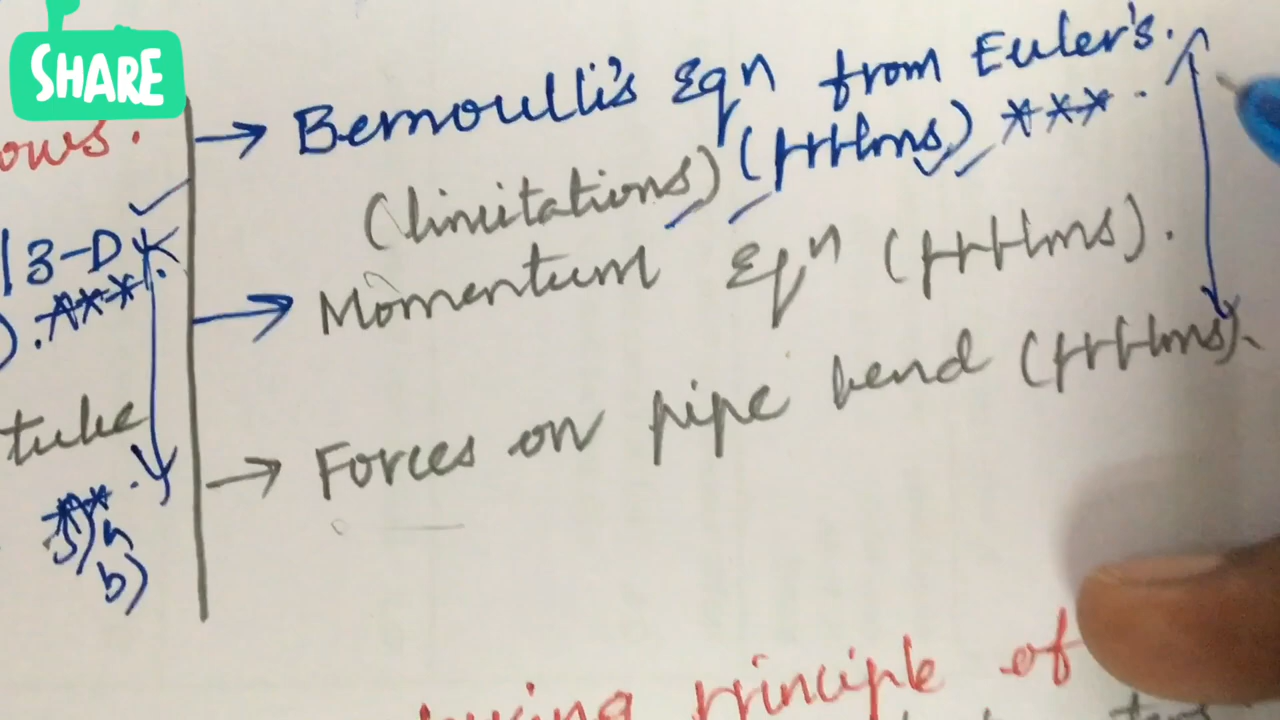 SHARE
ows.
→ Bernoulli's Eqn from Euler's.
(limitations) (prblms) ***.
3-D
). ***.
→ Momentum Eqn (prblms).
tube
→ Forces on pipe bend (prblms).
**.
5) a
b)
principle of